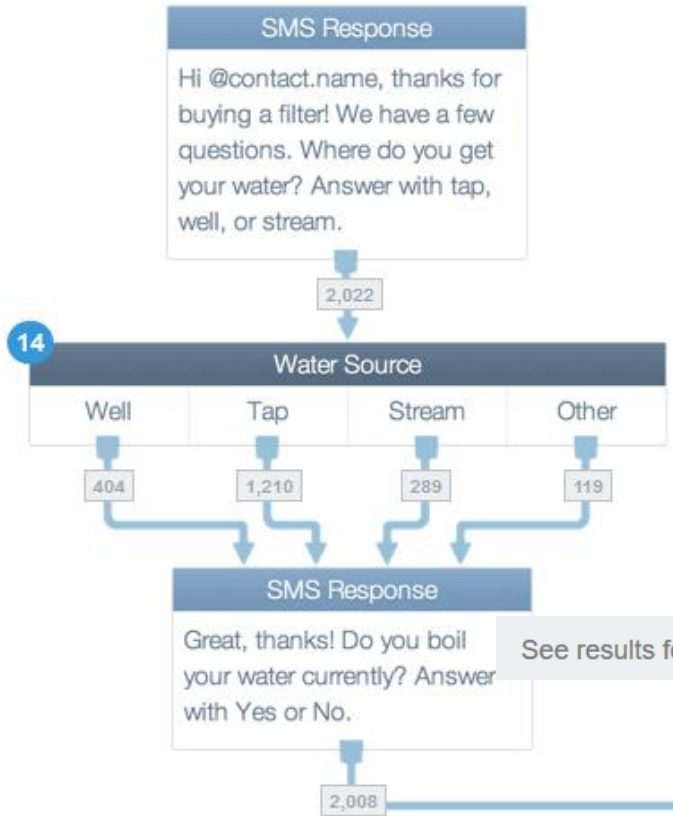 SMS Response
Hi @contact.name, thanks for
buying a filter! We have a few
questions. Where do you get
your water? Answer with tap,
well, or stream.
2,022
14
Water Source
Well Tap Stream Other
404 1,210 289 119
SMS Response
Great, thanks! Do you boil
your water currently? Answer
with Yes or No.
See results
2,008